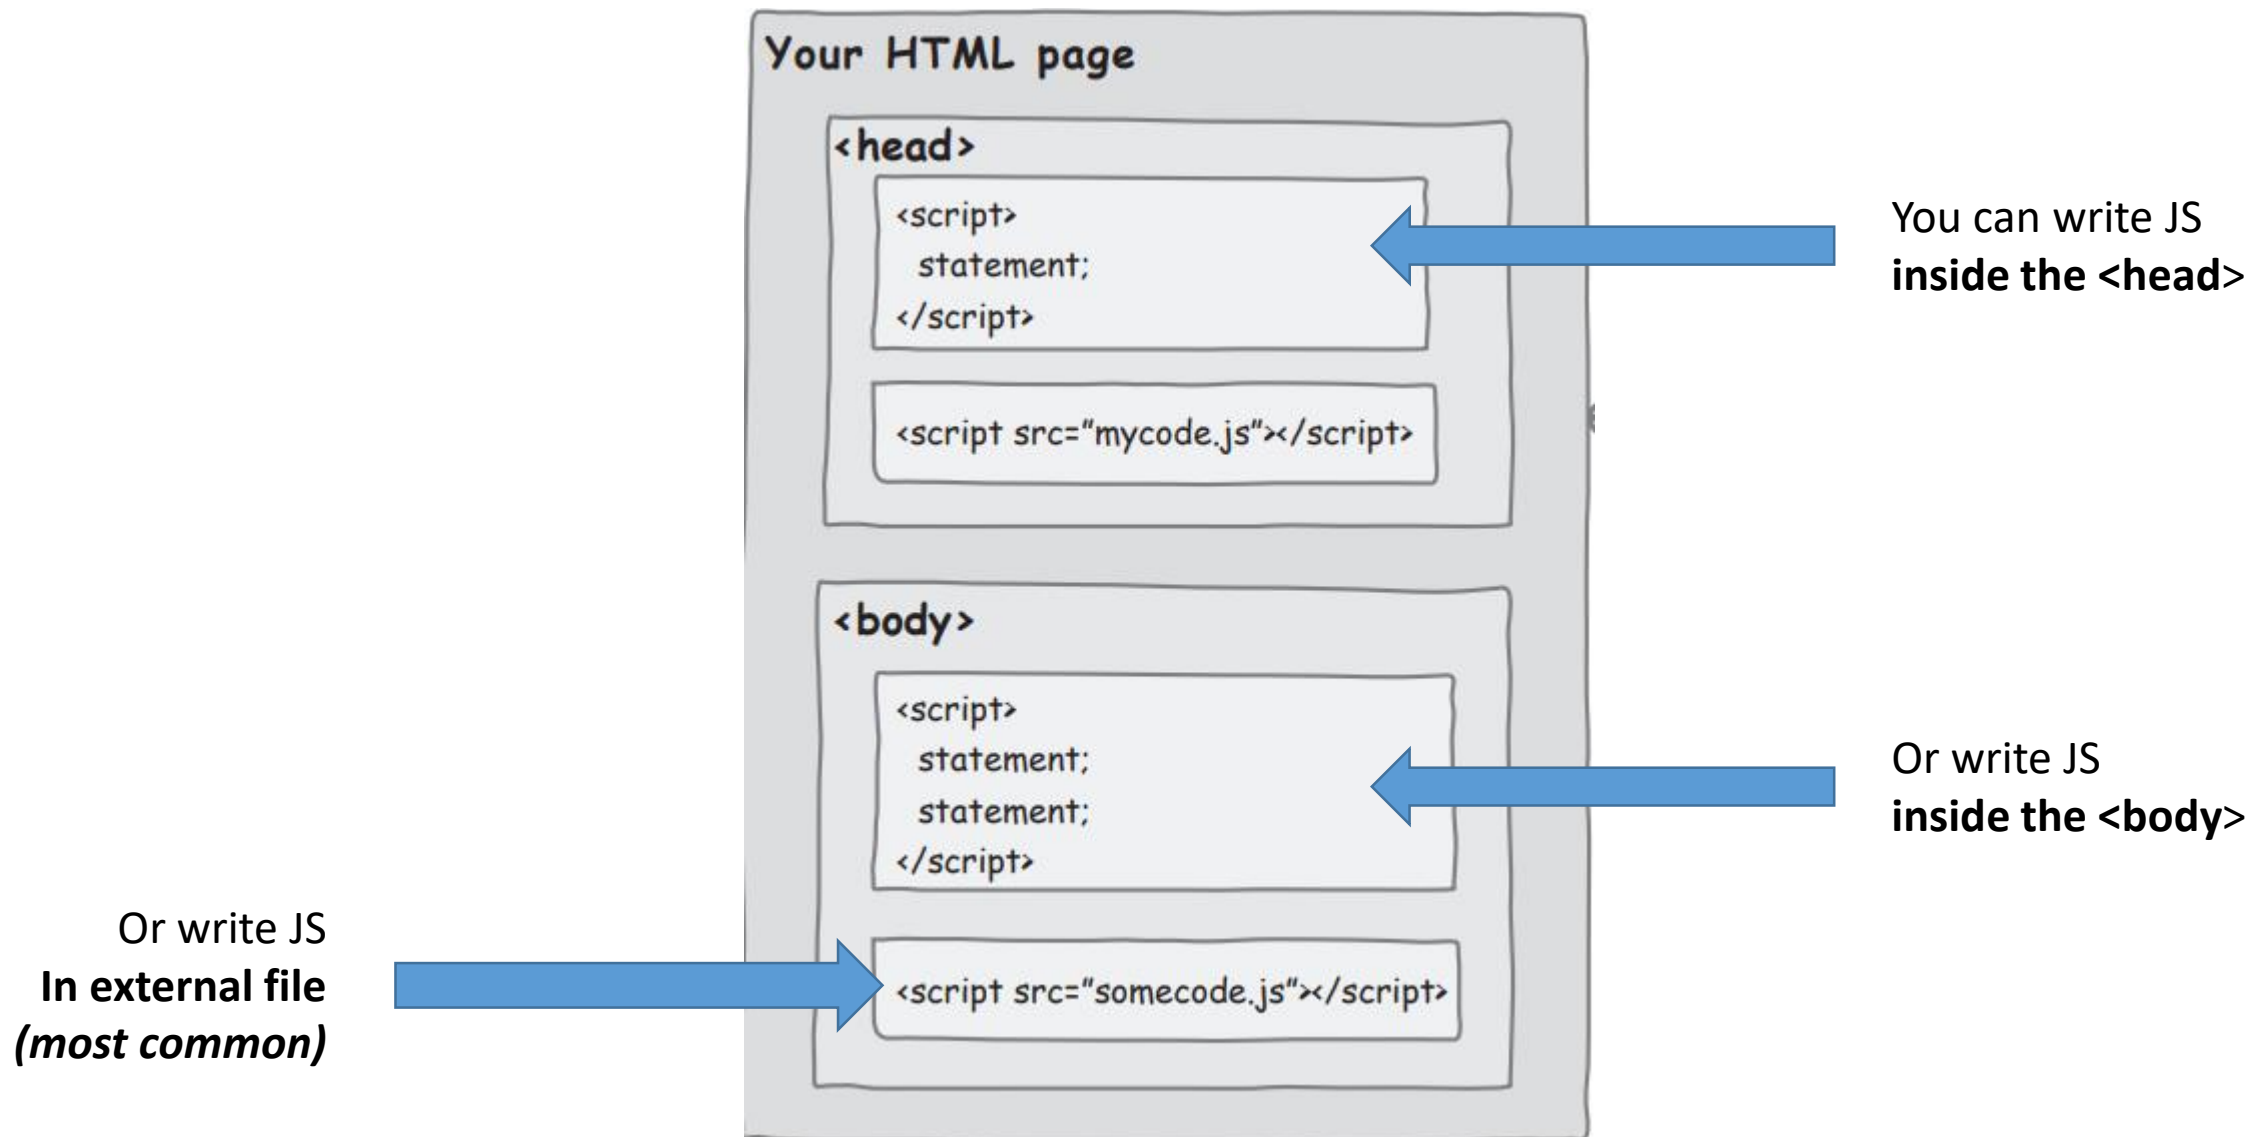 Your HTML page
<head>
<script>
statement;
</script>
<script src="mycode.js"></script>
You can write JS
inside the <head>
<body>
<script>
statement;
statement;
</script>
Or write JS
inside the <body>
Or write JS
In external file
(most common)
<script src="somecode.js"></script>